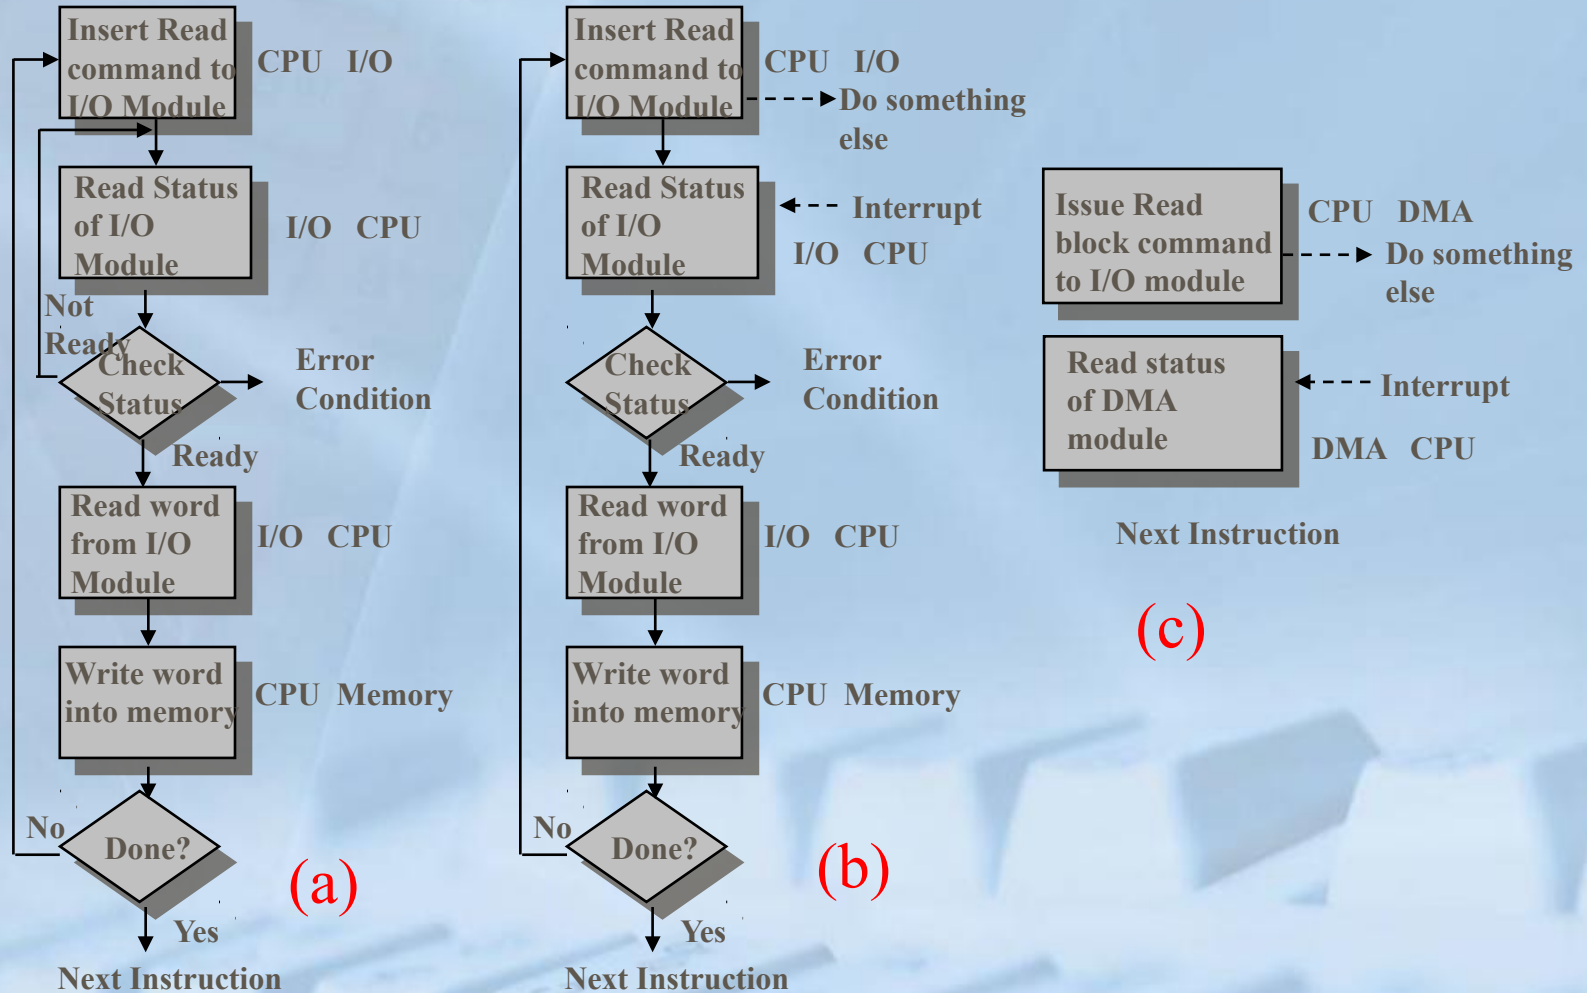 Insert Read
command to
I/O Module
CPU I/O
Read Status
of I/O
Module
I/O CPU
Not
Ready
Check
Status
Error
Condition
Ready
Read word
from I/O
Module
I/O CPU
Write word
into memory
CPU Memory
No
Done?
(a)
Yes
Next Instruction
Insert Read
command to
I/O Module
CPU I/O
Do something
else
Read Status
of I/O
Module
Interrupt
I/O CPU
Check
Status
Error
Condition
Ready
Read word
from I/O
Module
I/O CPU
Write word
into memory
CPU Memory
No
Done?
(b)
Yes
Next Instruction
Issue Read
block command
to I/O module
CPU DMA
Do something
else
Read status
of DMA
module
Interrupt
DMA CPU
Next Instruction
(c)